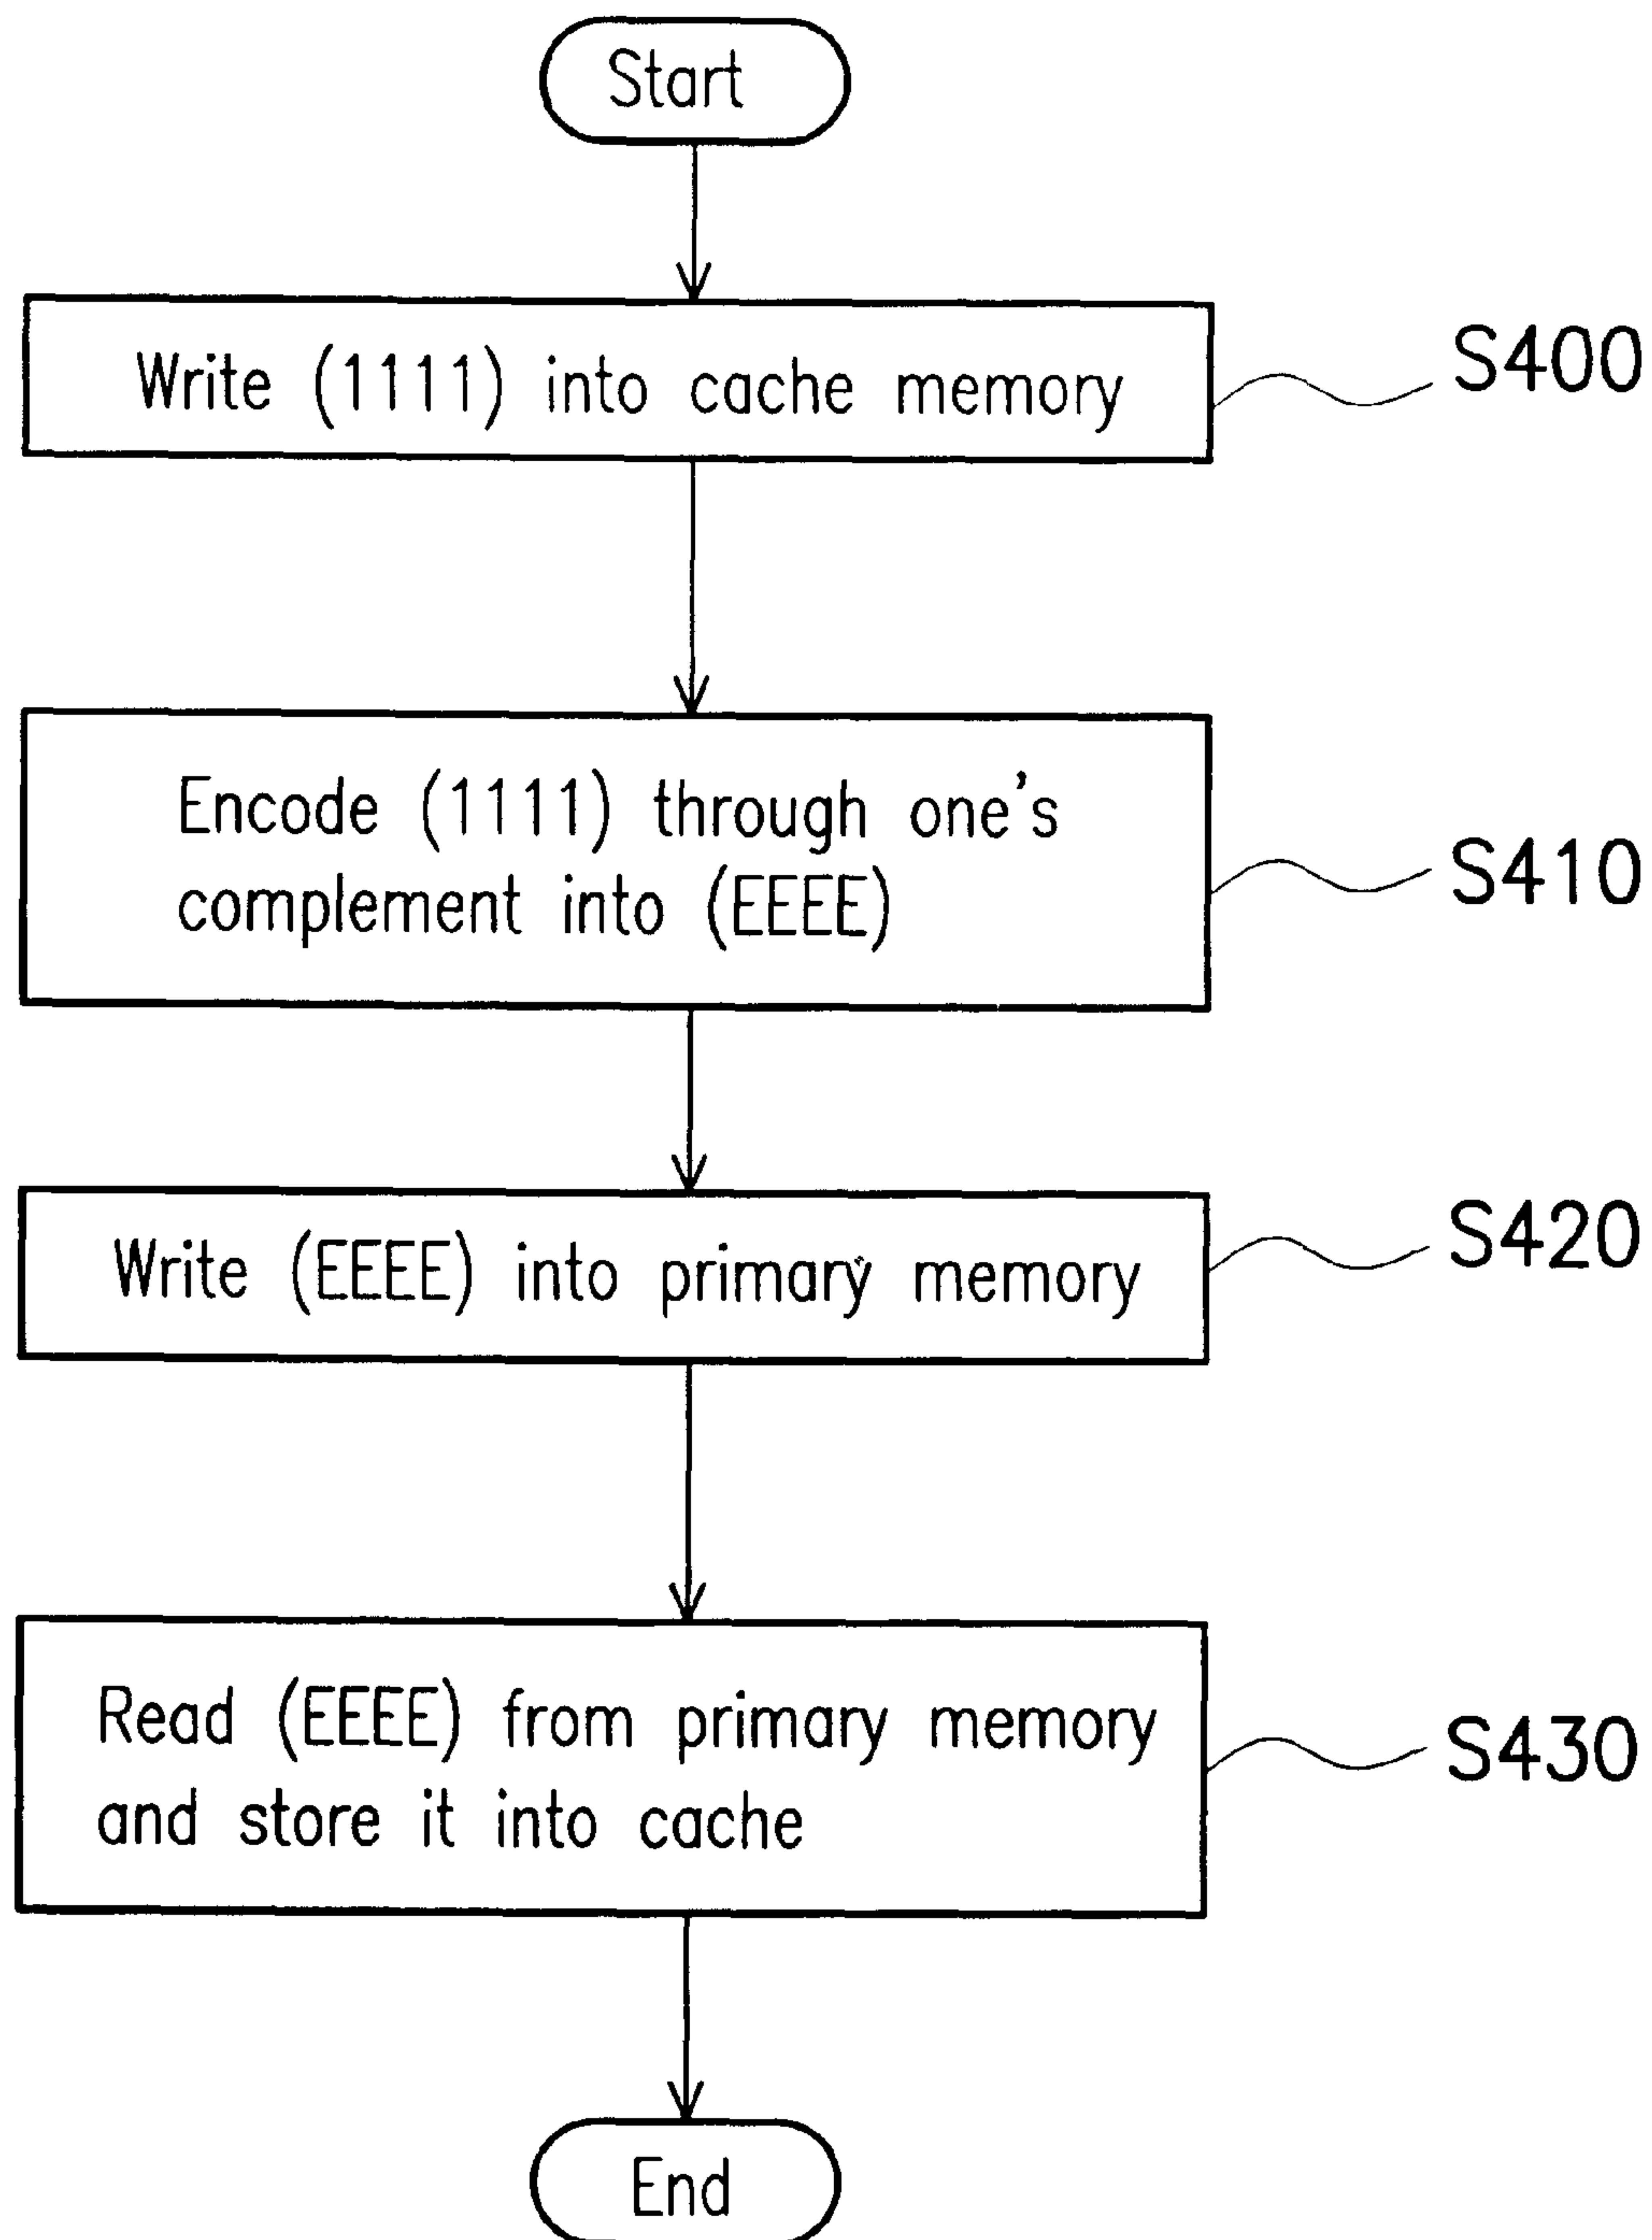 Start
Write (1111) into cache memory
S400
Encode (1111) through one's
complement into (EEEE)
S410
Write (EEEE) into primary memory
S420
Read (EEEE) from primary memory
and store it into cache
S430
End